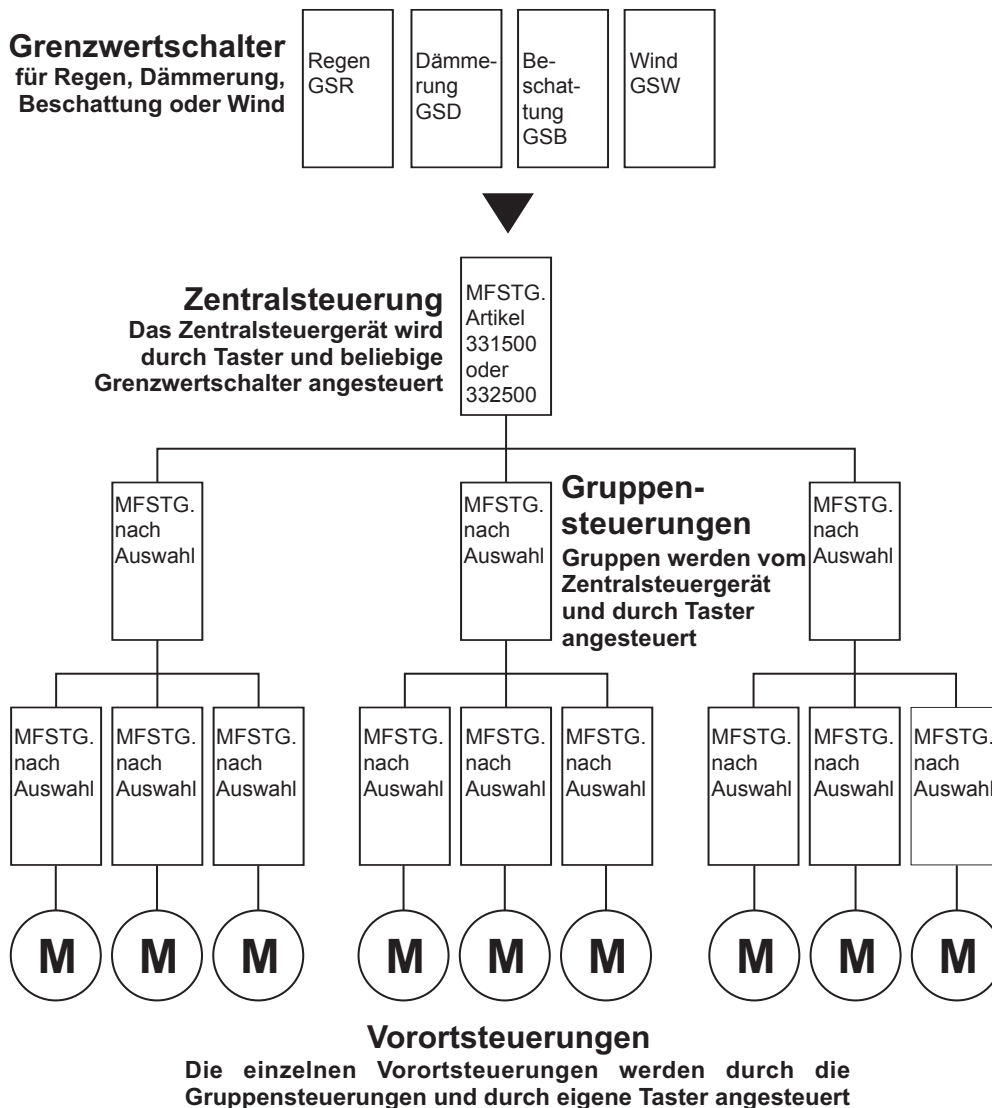 Grenzwertschalter
für Regen, Dämmerung,
Beschattung oder Wind
Regen
GSR
Dämme-
rung
GSD
Be-
schat-
tung
GSB
Wind
GSW
Zentralsteuerung
Das Zentralsteuergerät wird
durch Taster und beliebige
Grenzwertschalter angesteuert
MFSTG.
Artikel
331500
oder
332500
MFSTG.
nach
Auswahl
MFSTG.
nach
Auswahl
Gruppen-
steuerungen
Gruppen werden vom
Zentralsteuergerät
und durch Taster
angesteuert
MFSTG.
nach
Auswahl
MFSTG.
nach
Auswahl
MFSTG.
nach
Auswahl
MFSTG.
nach
Auswahl
MFSTG.
nach
Auswahl
MFSTG.
nach
Auswahl
MFSTG.
nach
Auswahl
MFSTG.
nach
Auswahl
MFSTG.
nach
Auswahl
MFSTG.
nach
Auswahl
M
M
M
M
M
M
M
M
M
Vorortsteuerungen
Die einzelnen Vorortsteuerungen werden durch die
Gruppensteuerungen und durch eigene Taster angesteuert